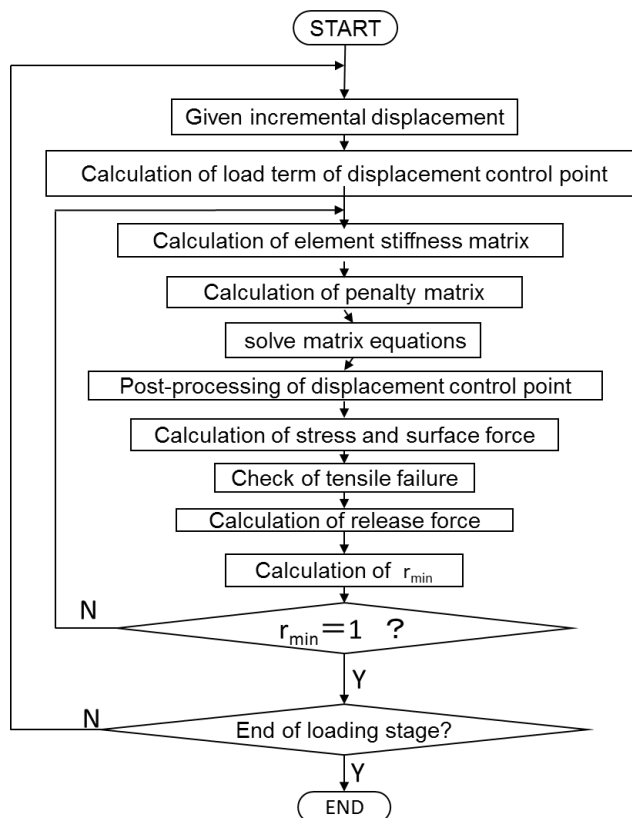 START
Given incremental displacement
Calculation of load term of displacement control point
Calculation of element stiffness matrix
Calculation of penalty matrix
solve matrix equations
Post-processing of displacement control point
Calculation of stress and surface force
Check of tensile failure
Calculation of release force
Calculation of rmin
N
rmin＝1 ？
Y
N
End of loading stage?
Y
END